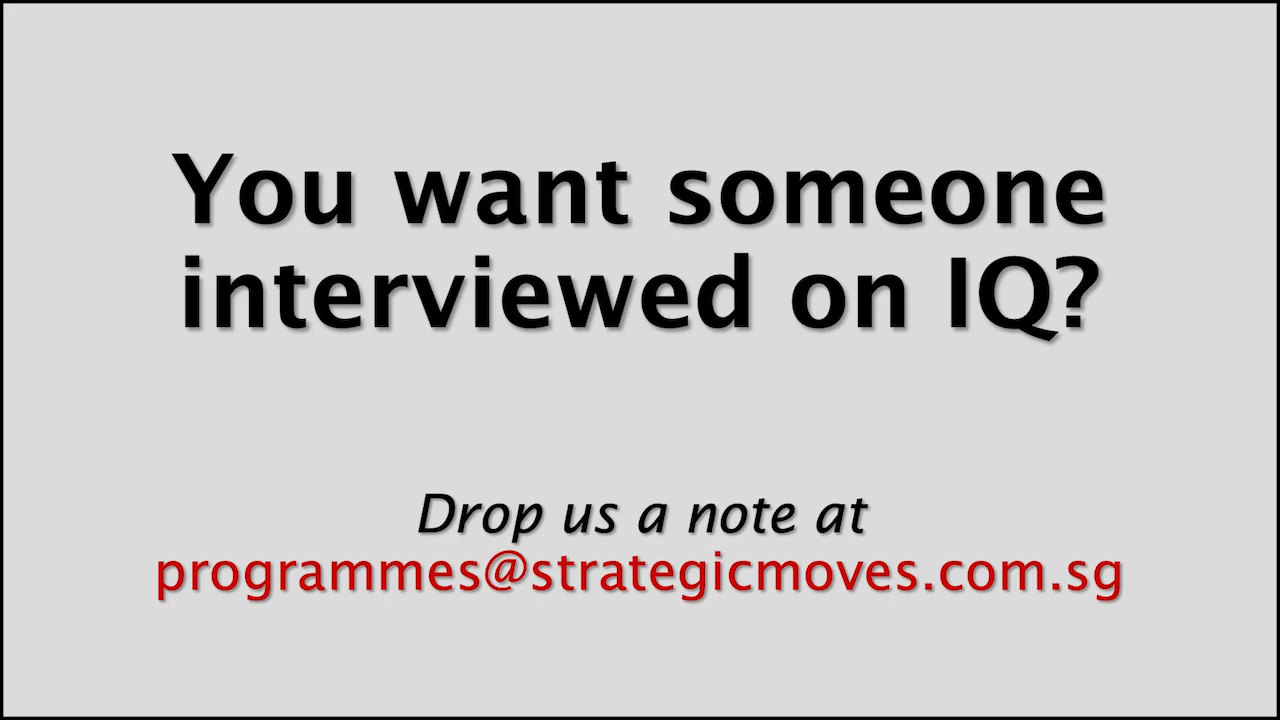 You want someone
interviewed on IQ?
Drop us a note at
programmes@strategicmoves.com.sg